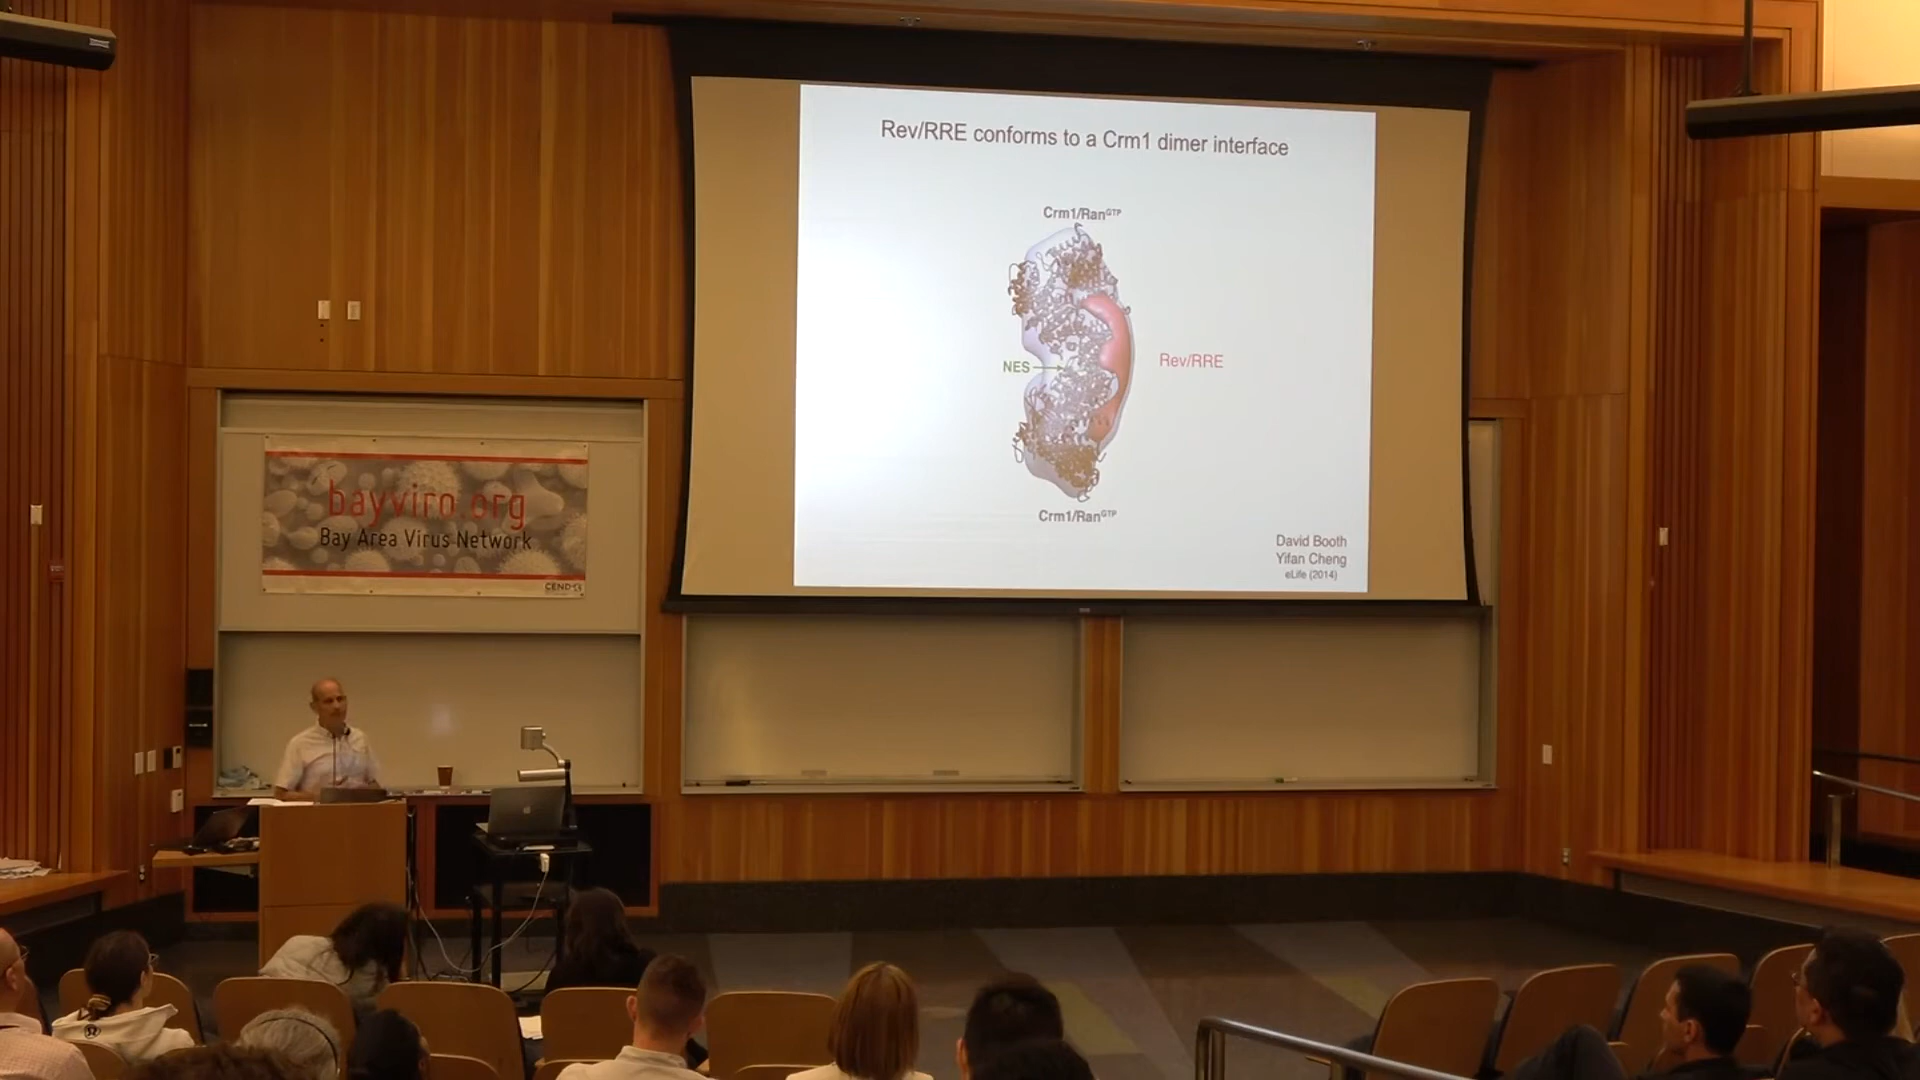 Rev/RRE conforms to a Crm1 dimer interface
Crm1/RanGTP
NES
Rev/RRE
Crm1/RanGTP
David Booth
Yifan Cheng
eLife (2014)
bayviro.org
Bay Area Virus Network